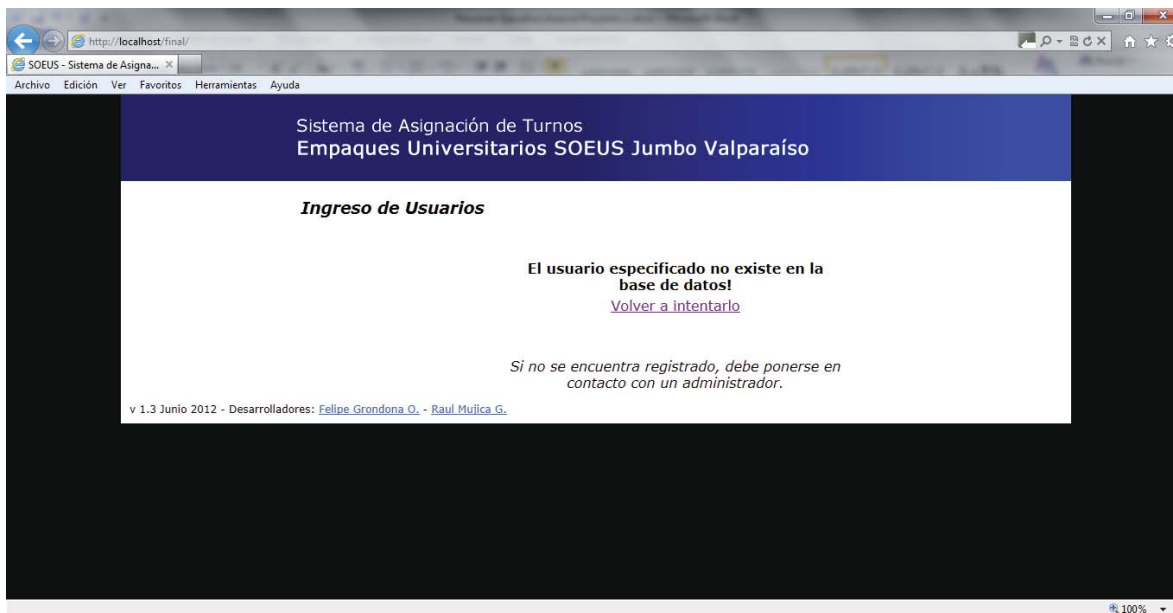 http://localhost/final/
SOEUS - Sistema de Asigna...
Archivo Edición Ver Favoritos Herramientas Ayuda
Sistema de Asignación de Turnos
Empaques Universitarios SOEUS Jumbo Valparaíso
Ingreso de Usuarios
El usuario especificado no existe en la
base de datos!
Volver a intentarlo
Si no se encuentra registrado, debe ponerse en
contacto con un administrador.
v 1.3 Junio 2012 - Desarrolladores: Felipe Grondona O. - Raul Mujica G.
100%